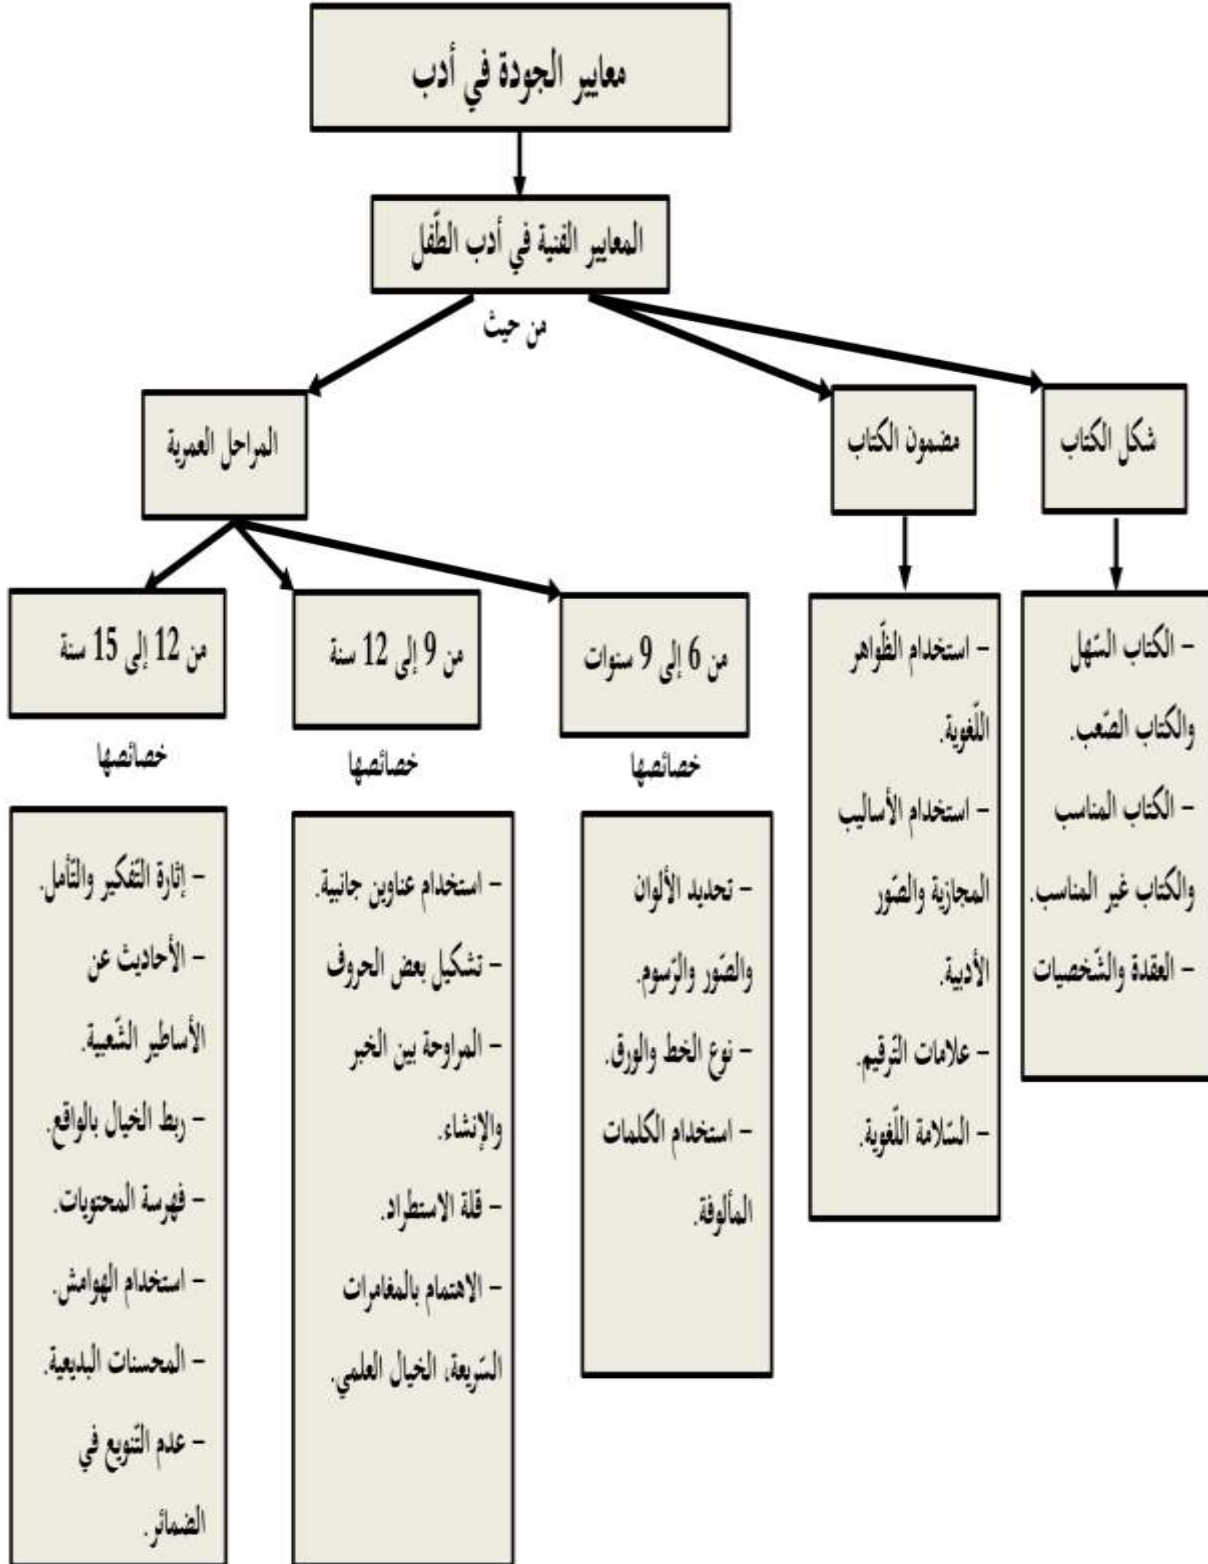 معايير الجودة في أدب
المعايير الفنية في أدب الطّفل
من حيث
شكل الكتاب
مضمون الكتاب
المراحل العمرية
– الكتاب السّهل
والكتاب الصّعب.
– الكتاب المناسب
والكتاب غير المناسب.
– العقدة والشّخصيات
– استخدام الظّواهر
اللّغوية.
– استخدام الأساليب
المجازية والصّور
الأدبية.
– علامات التّرقيم.
– السّلامة اللّغوية.
من 6 إلى 9 سنوات
خصائصها
– تحديد الألوان
والصّور والرّسوم.
– نوع الخط والورق.
– استخدام الكلمات
المألوفة.
من 9 إلى 12 سنة
خصائصها
– استخدام عناوين جانبية.
– تشكيل بعض الحروف
– المراوحة بين الخبر
والإنشاء.
– قلة الاستطراد.
– الاهتمام بالمغامرات
السّريعة، الخيال العلمي.
من 12 إلى 15 سنة
خصائصها
– إثارة التّفكير والتّأمل.
– الأحاديث عن
الأساطير الشّعبية.
– ربط الخيال بالواقع.
– فهرسة المحتويات.
– استخدام الهوامش.
– المحسنات البديعية.
– عدم التّنويع في
الضمائر.